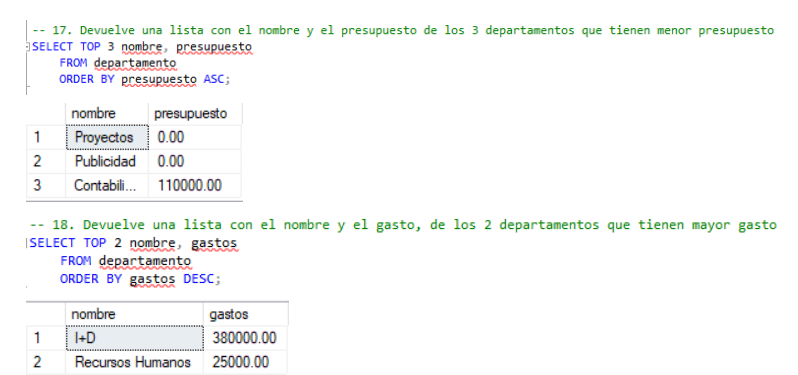 -- 17. Devuelve una lista con el nombre y el presupuesto de los 3 departamentos que tienen menor presupuesto
SELECT TOP 3 nombre, presupuesto
FROM departamento
ORDER BY presupuesto ASC;
nombre presupuesto
1 Proyectos 0.00
2 Publicidad 0.00
3 Contabili... 110000.00
-- 18. Devuelve una lista con el nombre y el gasto, de los 2 departamentos que tienen mayor gasto
SELECT TOP 2 nombre, gastos
FROM departamento
ORDER BY gastos DESC;
nombre gastos
1 I+D 380000.00
2 Recursos Humanos 25000.00